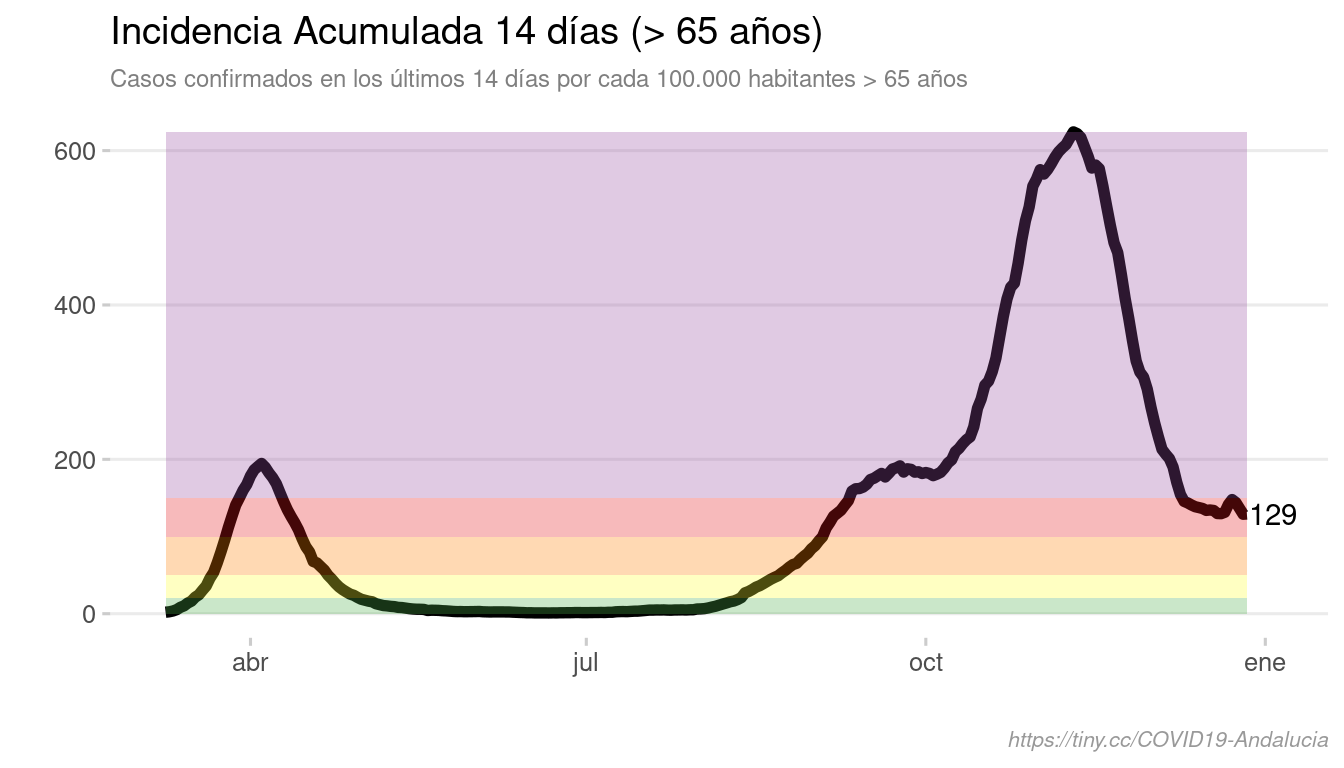 Incidencia Acumulada 14 días (> 65 años)
Casos confirmados en los últimos 14 días por cada 100.000 habitantes > 65 años
600
400
200
0
129
abr jul oct ene
https://tiny.cc/COVID19-Andalucia